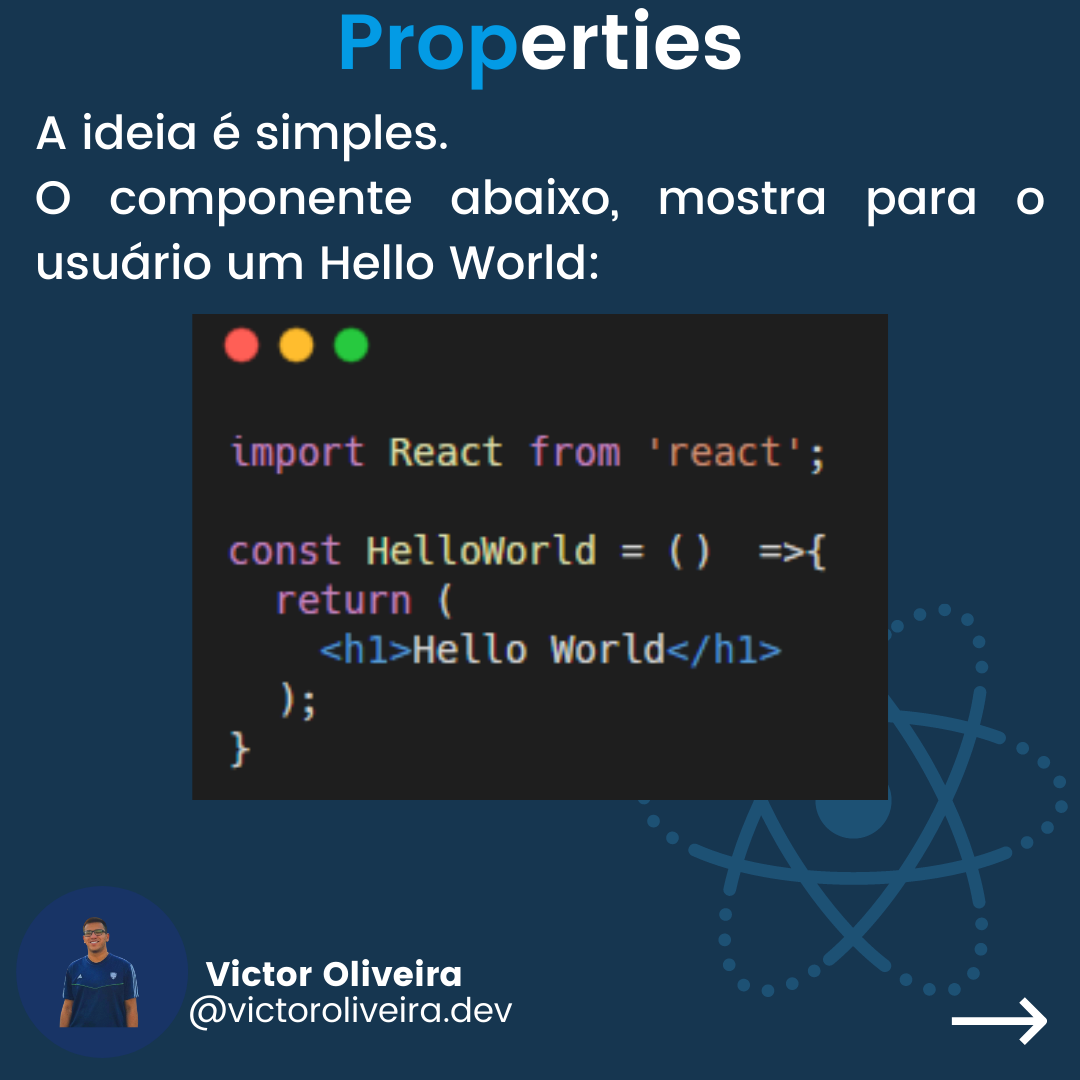 Properties
A ideia é simples.
O componente abaixo, mostra para o
usuário um Hello World:
import React from 'react';
const HelloWorld = () =>{
return (
<h1>Hello World</h1>
);
}
Victor Oliveira
@victoroliveira.dev